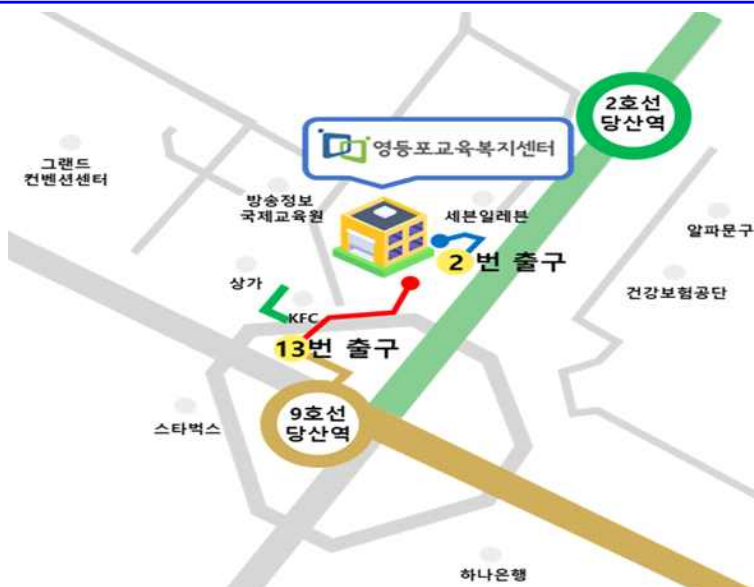 2호선
당산역
영등포교육복지센터
그랜드
컨벤션센터
방송정보
국제교육원
세븐일레븐
알파문구
2번 출구
상가
건강보험공단
KFC
13번 출구
9호선
당산역
스타벅스
하나은행